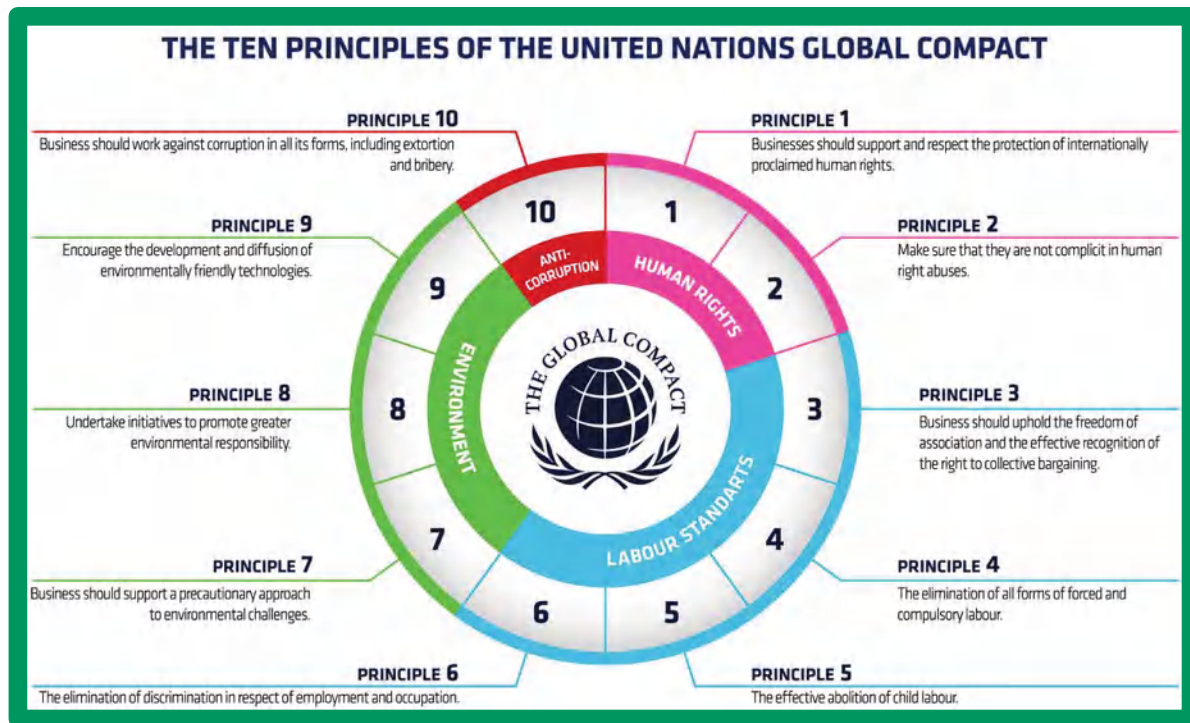 THE TEN PRINCIPLES OF THE UNITED NATIONS GLOBAL COMPACT
PRINCIPLE 10
Business should work against corruption in all its forms, including extortion
and bribery.
PRINCIPLE 1
Businesses should support and respect the protection of internationally
proclaimed human rights.
PRINCIPLE 9
Encourage the development and diffusion of
environmentally friendly technologies.
PRINCIPLE 2
Make sure that they are not complicit in human
right abuses.
PRINCIPLE 8
Undertake initiatives to promote greater
environmental responsibility.
PRINCIPLE 3
Business should uphold the freedom of
association and the effective recognition of
the right to collective bargaining.
PRINCIPLE 7
Business should support a precautionary approach
to environmental challenges.
PRINCIPLE 4
The elimination of all forms of forced and
compulsory labour.
PRINCIPLE 6
The elimination of discrimination in respect of employment and occupation.
PRINCIPLE 5
The effective abolition of child labour.
10
1
2
3
4
5
6
7
8
9
ANTI-
CORRUPTION
HUMAN RIGHTS
LABOUR STANDARTS
ENVIRONMENT
THE GLOBAL COMPACT